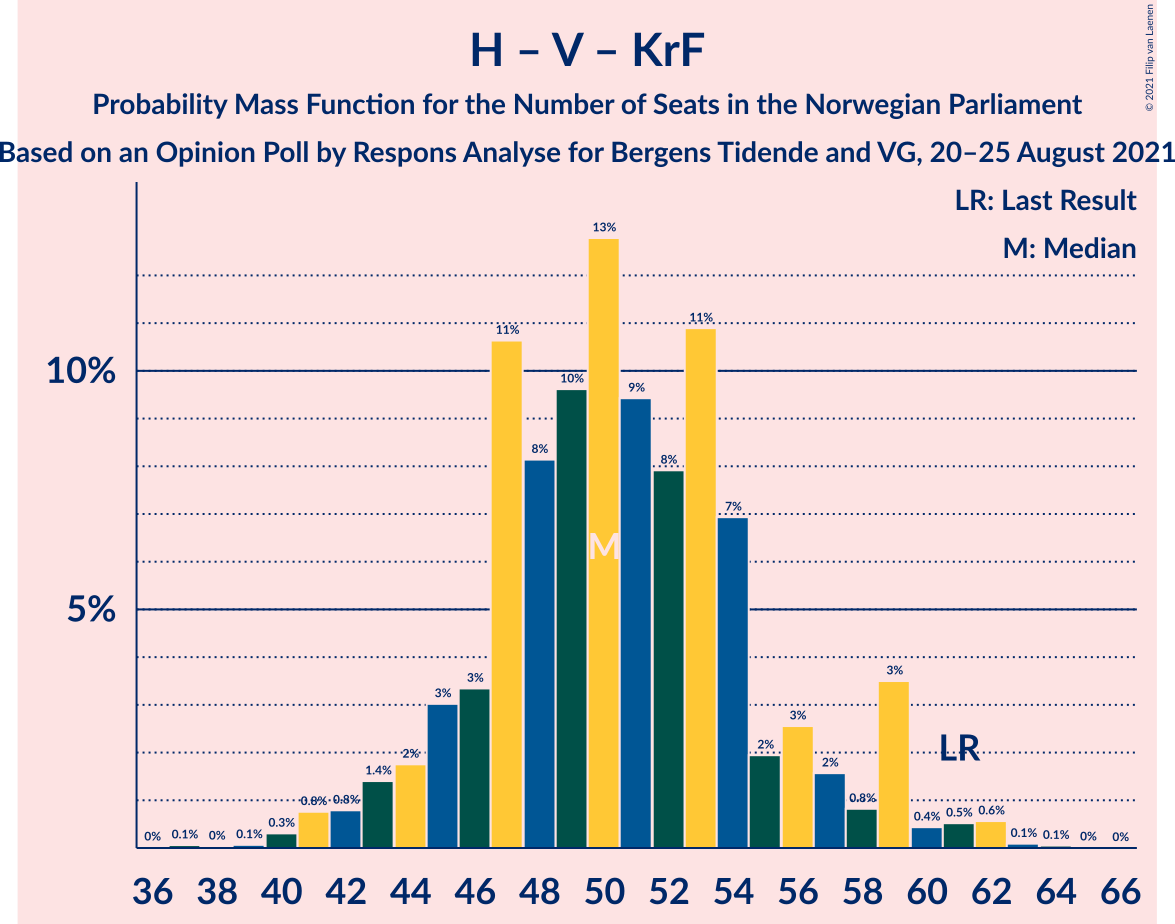 H – V – KrF
© 2021 Filip van Laenen
Probability Mass Function for the Number of Seats in the Norwegian Parliament
Based on an Opinion Poll by Respons Analyse for Bergens Tidende and VG, 20–25 August 2021
LR: Last Result
M: Median
10%
5%
0% 0.1% 0% 0.1% 0.3% 0.8% 0.8% 1.4% 2% 3% 3% 11% 8% 10% 13% 9% 8% 11% 7% 2% 3% 2% 0.8% 3% 0.4% 0.5% 0.6% 0.1% 0.1% 0% 0%
M
LR
36 38 40 42 44 46 48 50 52 54 56 58 60 62 64 66